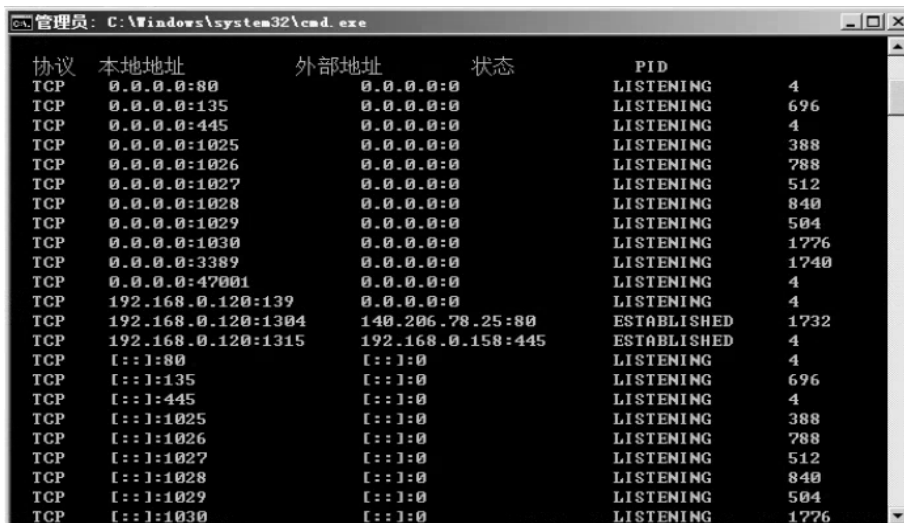 管理员: C:\Windows\system32\cmd.exe
协议 本地地址 外部地址 状态 PID
TCP 0.0.0.0:80 0.0.0.0:0 LISTENING 4
TCP 0.0.0.0:135 0.0.0.0:0 LISTENING 696
TCP 0.0.0.0:445 0.0.0.0:0 LISTENING 4
TCP 0.0.0.0:1025 0.0.0.0:0 LISTENING 388
TCP 0.0.0.0:1026 0.0.0.0:0 LISTENING 788
TCP 0.0.0.0:1027 0.0.0.0:0 LISTENING 512
TCP 0.0.0.0:1028 0.0.0.0:0 LISTENING 840
TCP 0.0.0.0:1029 0.0.0.0:0 LISTENING 504
TCP 0.0.0.0:1030 0.0.0.0:0 LISTENING 1776
TCP 0.0.0.0:3389 0.0.0.0:0 LISTENING 1740
TCP 0.0.0.0:47001 0.0.0.0:0 LISTENING 4
TCP 192.168.0.120:139 0.0.0.0:0 LISTENING 4
TCP 192.168.0.120:1304 140.206.78.25:80 ESTABLISHED 1732
TCP 192.168.0.120:1315 192.168.0.158:445 ESTABLISHED 4
TCP [::]:80 [::]:0 LISTENING 4
TCP [::]:135 [::]:0 LISTENING 696
TCP [::]:445 [::]:0 LISTENING 4
TCP [::]:1025 [::]:0 LISTENING 388
TCP [::]:1026 [::]:0 LISTENING 788
TCP [::]:1027 [::]:0 LISTENING 512
TCP [::]:1028 [::]:0 LISTENING 840
TCP [::]:1029 [::]:0 LISTENING 504
TCP [::]:1030 [::]:0 LISTENING 1776